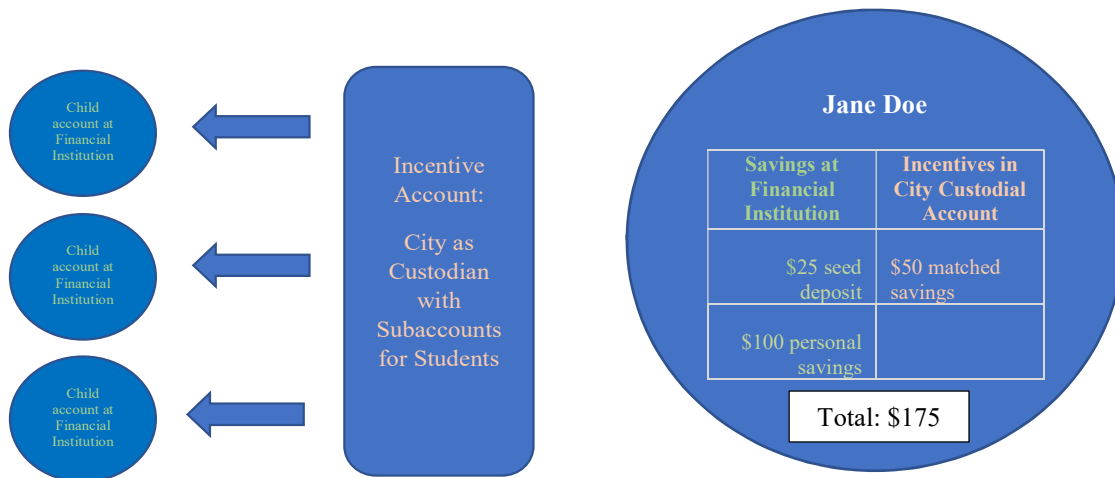 Child
account at
Financial
Institution
Child
account at
Financial
Institution
Child
account at
Financial
Institution
Incentive
Account:
City as
Custodian
with
Subaccounts
for Students
Jane Doe
Savings at
Financial
Institution
Incentives in
City Custodial
Account
$25 seed
deposit
$50 matched
savings
$100 personal
savings
Total: $175